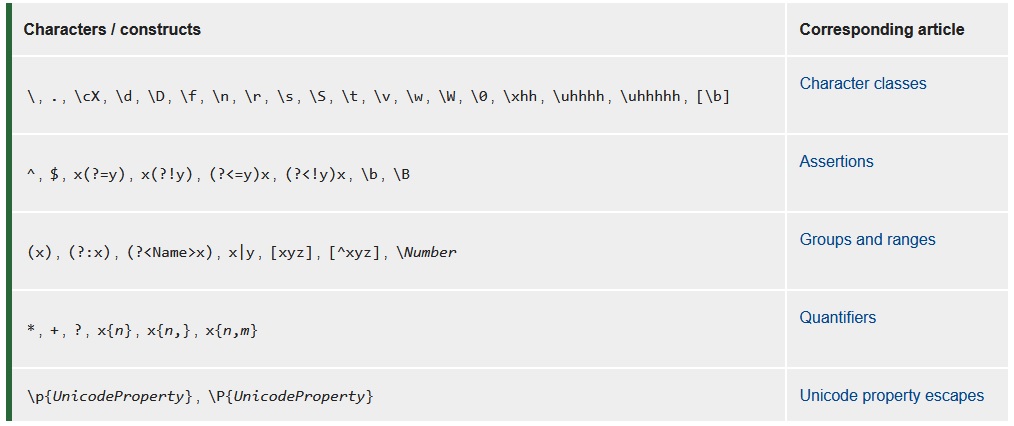 Characters / constructs Corresponding article
\, ., \cX, \d, \D, \f, \n, \r, \s, \S, \t, \v, \w, \W, \0, \xhh, \uhhhh, \uhhhhh, [\b] Character classes
^, $, x(?=y), x(?!y), (?<=y)x, (?<!y)x, \b, \B Assertions
(x), (?:x), (?<Name>x), x|y, [xyz], [^xyz], \Number Groups and ranges
*, +, ?, x{n}, x{n,}, x{n,m} Quantifiers
\p{UnicodeProperty}, \P{UnicodeProperty} Unicode property escapes